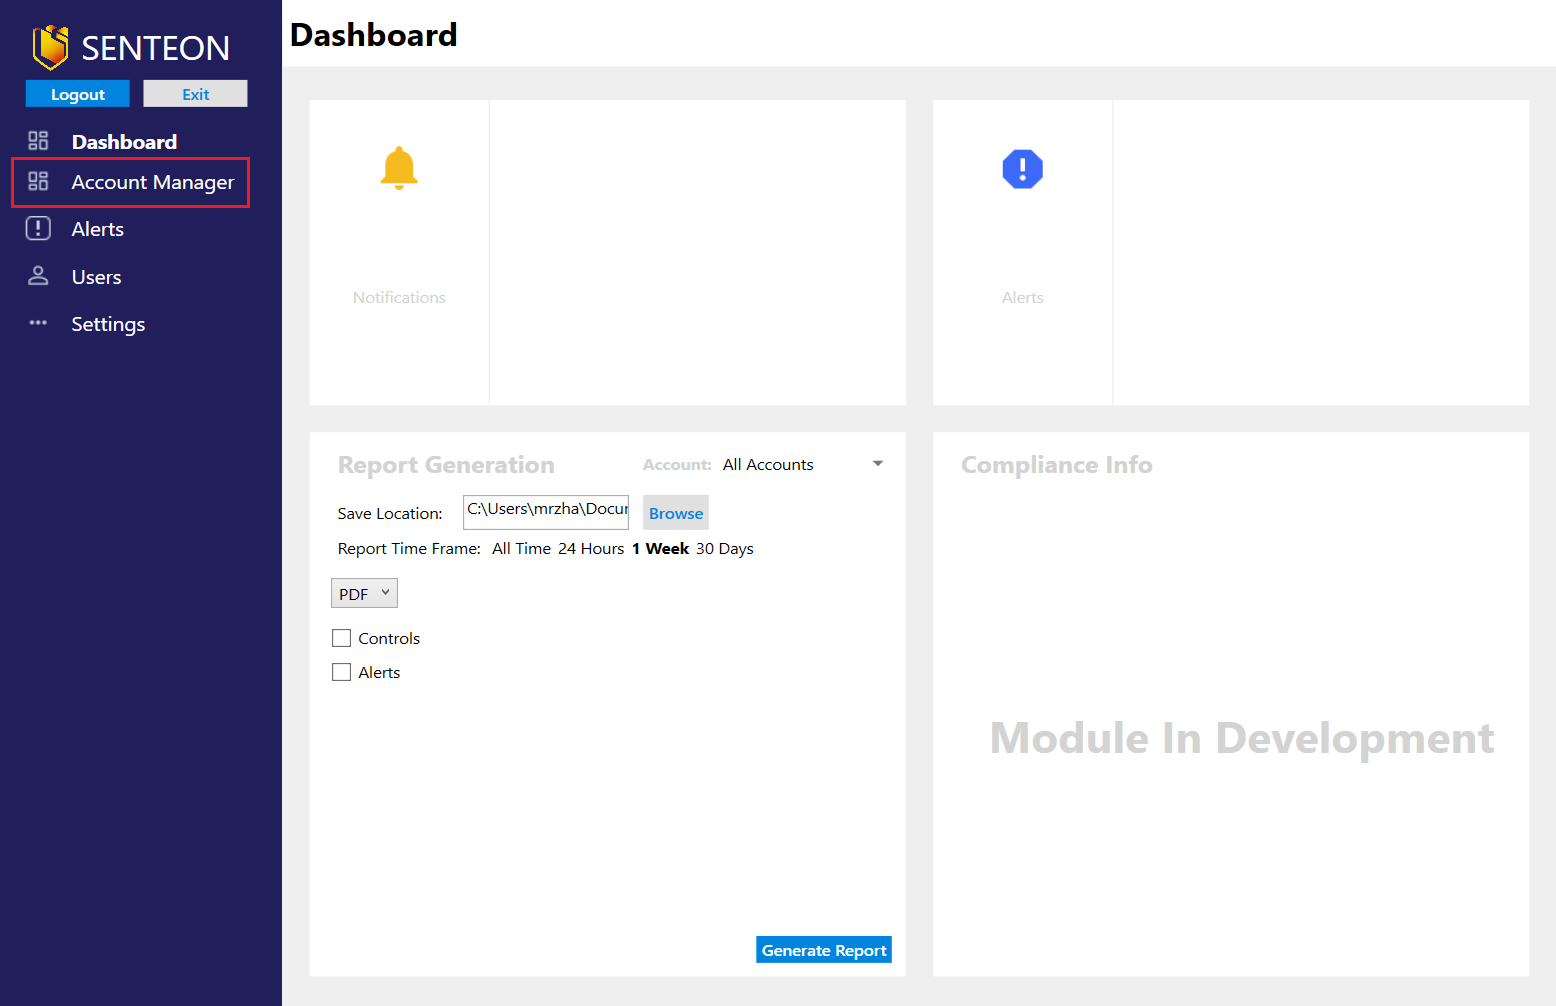 SENTEON
Logout
Exit
Dashboard
Account Manager
Alerts
Users
Settings
Dashboard
Notifications
Alerts
Report Generation
Account: All Accounts
Save Location: C:\Users\mrzha\Docur Browse
Report Time Frame: All Time 24 Hours 1 Week 30 Days
PDF
Controls
Alerts
Generate Report
Compliance Info
Module In Development